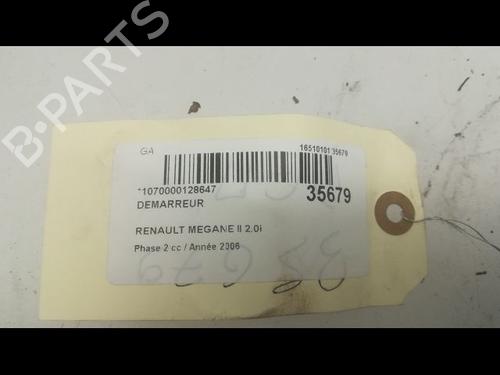 B-PARTS
GA
16510101 35679
*1070000128647
35679
DEMARREUR
RENAULT MEGANE II 2.0i
Phase 2 cc / Année 2006